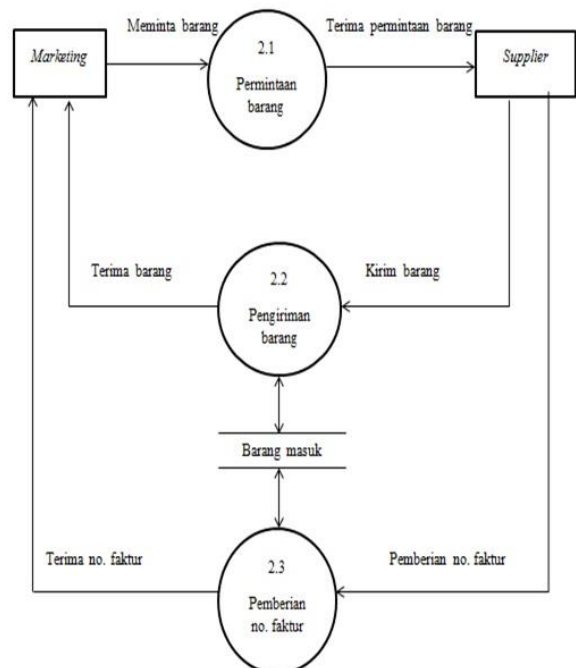 Meminta barang
Terima permintaan barang
Marketing
2.1
Permintaan
barang
Supplier
Terima barang
2.2
Pengiriman
barang
Kirim barang
Barang masuk
Terima no. faktur
2.3
Pemberian
no. faktur
Pemberian no. faktur